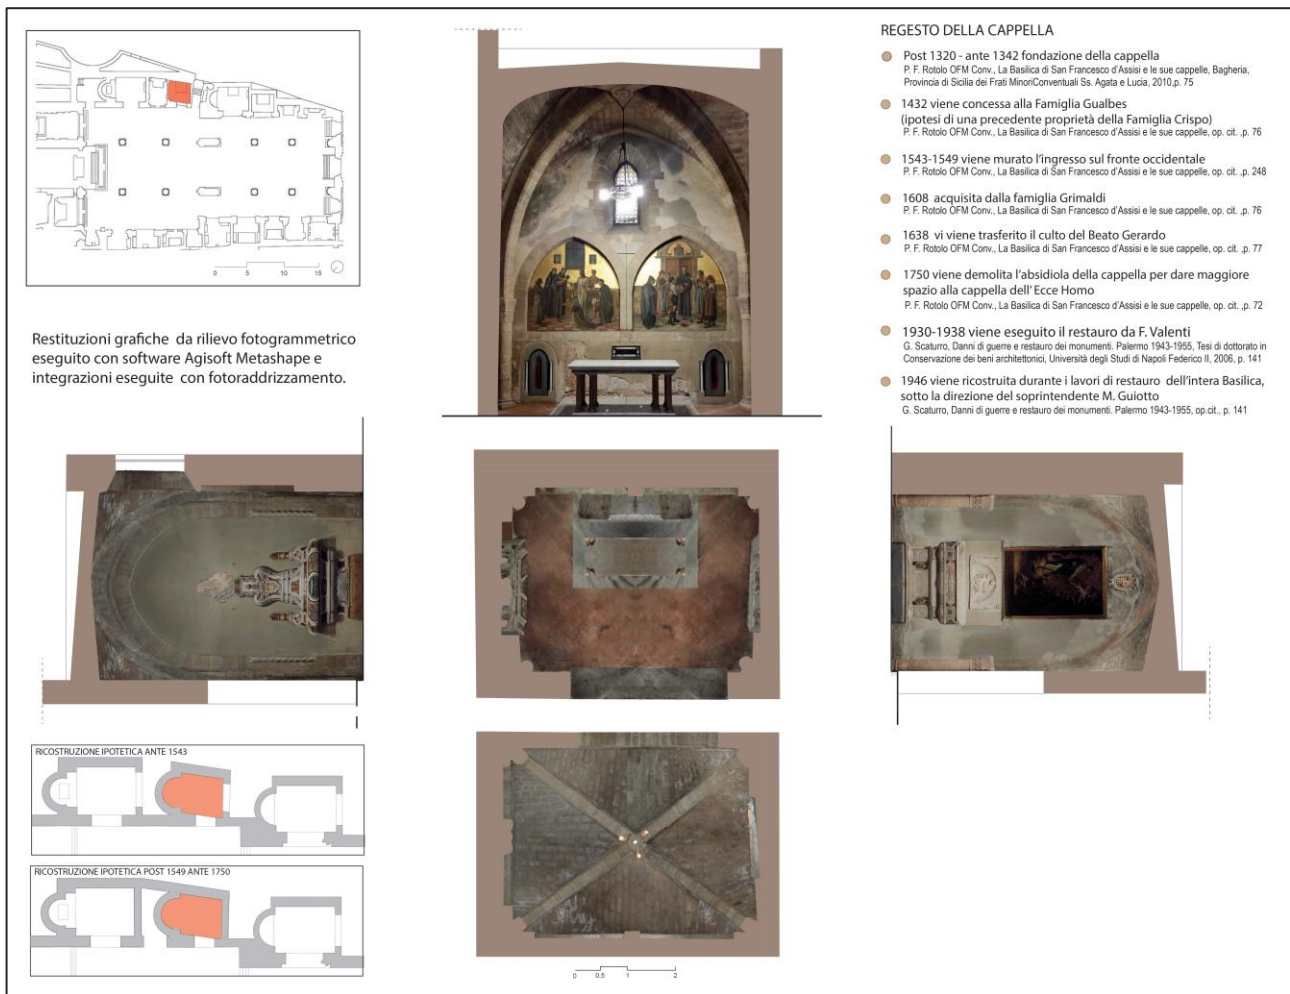 0 5 10 15
Restituzioni grafiche da rilievo fotogrammetrico
eseguito con software Agisoft Metashape e
integrazioni eseguite con fotoraddrizzamento.
REGESTO DELLA CAPPELLA
Post 1320 - ante 1342 fondazione della cappella
P. F. Rotolo OFM Conv., La Basilica di San Francesco d'Assisi e le sue cappelle, Bagheria,
Provincia di Sicilia dei Frati MinoriConventuali Ss. Agata e Lucia, 2010,p. 75
1432 viene concessa alla Famiglia Gualbes
(ipotesi di una precedente proprietà della Famiglia Crispo)
P. F. Rotolo OFM Conv., La Basilica di San Francesco d'Assisi e le sue cappelle, op. cit. ,p. 76
1543-1549 viene murato l'ingresso sul fronte occidentale
P. F. Rotolo OFM Conv., La Basilica di San Francesco d'Assisi e le sue cappelle, op. cit. ,p. 248
1608 acquisita dalla famiglia Grimaldi
P. F. Rotolo OFM Conv., La Basilica di San Francesco d'Assisi e le sue cappelle, op. cit. ,p. 76
1638 vi viene trasferito il culto del Beato Gerardo
P. F. Rotolo OFM Conv., La Basilica di San Francesco d'Assisi e le sue cappelle, op. cit. ,p. 77
1750 viene demolita l'absidiola della cappella per dare maggiore
spazio alla cappella dell'Ecce Homo
P. F. Rotolo OFM Conv., La Basilica di San Francesco d'Assisi e le sue cappelle, op. cit. ,p. 72
1930-1938 viene eseguito il restauro da F. Valenti
G. Scaturro, Danni di guerre e restauro dei monumenti. Palermo 1943-1955, Tesi di dottorato in
Conservazione dei beni architettonici, Università degli Studi di Napoli Federico II, 2006, p. 141
1946 viene ricostruita durante i lavori di restauro dell'intera Basilica,
sotto la direzione del soprintendente M. Guiotto
G. Scaturro, Danni di guerre e restauro dei monumenti. Palermo 1943-1955, op.cit., p. 141
RICOSTRUZIONE IPOTETICA ANTE 1543
RICOSTRUZIONE IPOTETICA POST 1549 ANTE 1750
0 0.5 1 2